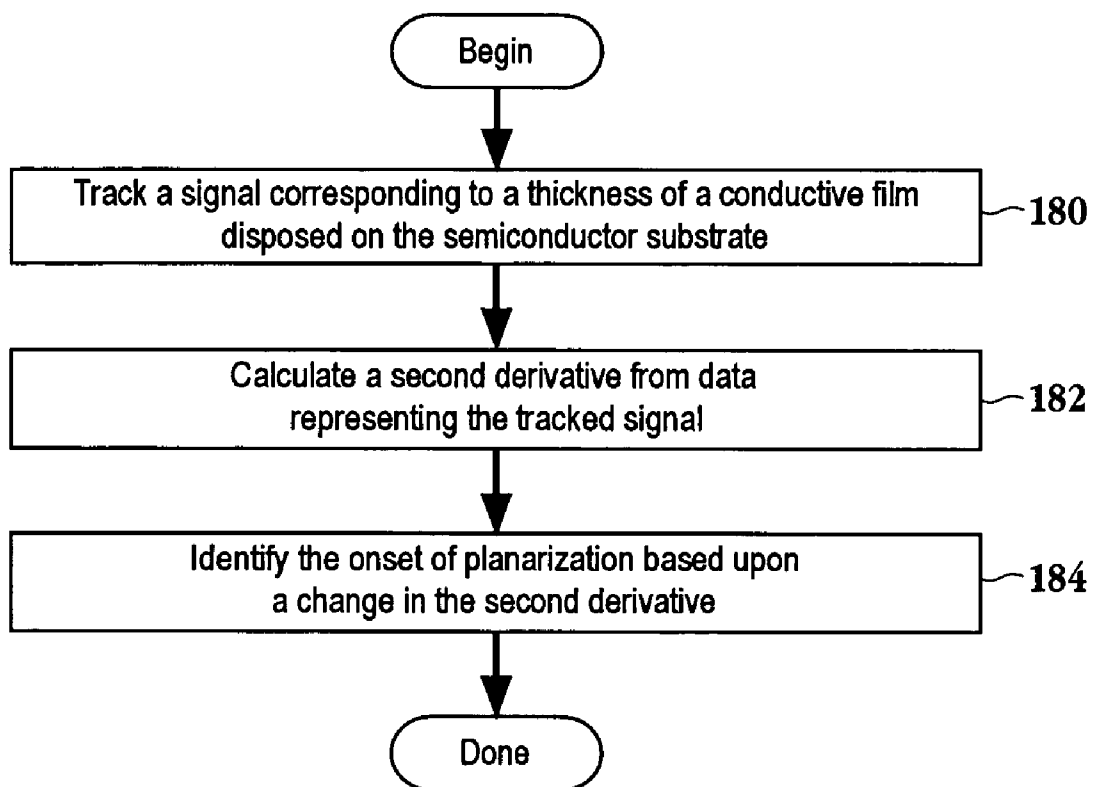 Begin
Track a signal corresponding to a thickness of a conductive film
disposed on the semiconductor substrate
180
Calculate a second derivative from data
representing the tracked signal
182
Identify the onset of planarization based upon
a change in the second derivative
184
Done